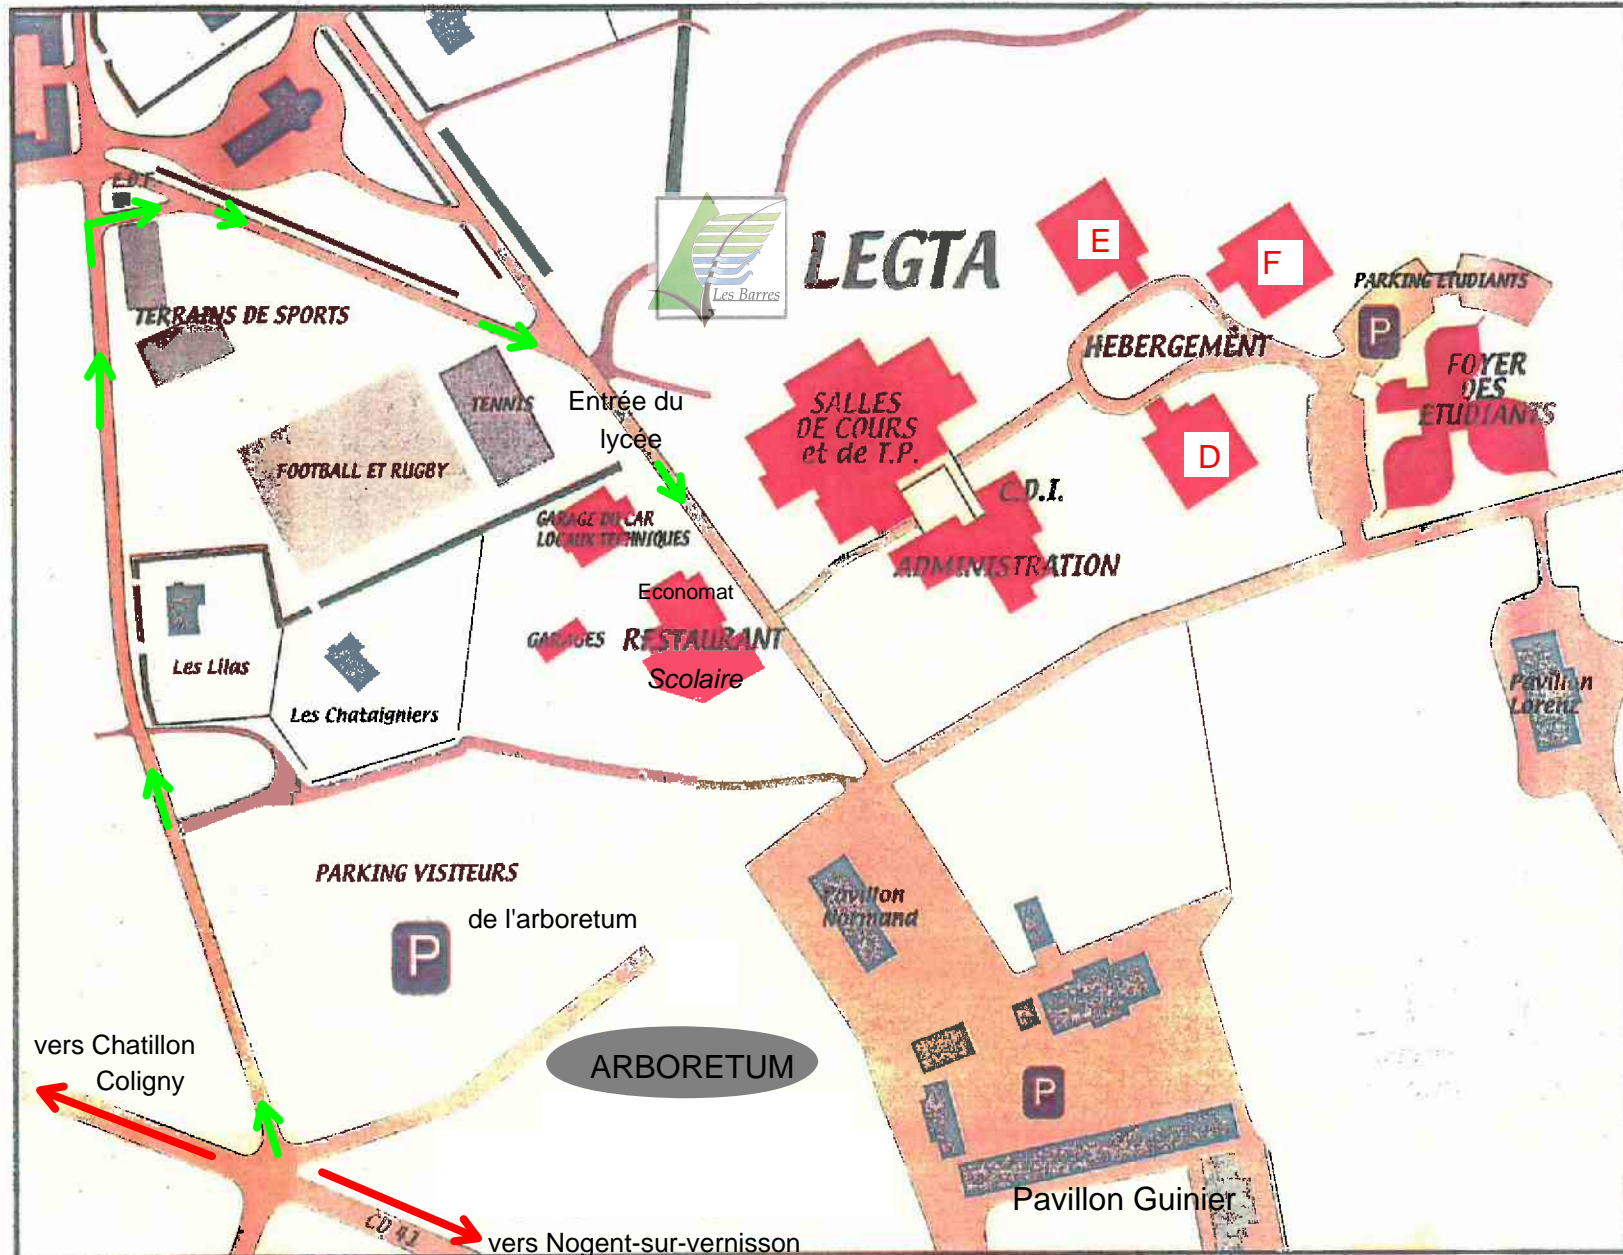 E.D.F.
LEGTA
Les Barres
E
F
PARKING ETUDIANTS
P
TERRAINS DE SPORTS
HEBERGEMENT
FOYER
DES
ETUDIANTS
TENNIS
Entrée du
lycée
SALLES
DE COURS
et de T.P.
FOOTBALL ET RUGBY
D
C.D.I.
GARAGE DU CAR
LOCAUX TECHNIQUES
ADMINISTRATION
Economat
GARAGES
RESTAURANT
Scolaire
Les Lilas
Les Chataigniers
Pavillon
Lorenz
PARKING VISITEURS
de l'arboretum
P
Pavillon
Normand
vers Chatillon
Coligny
ARBORETUM
P
Pavillon Guinier
CD 41
vers Nogent-sur-vernisson